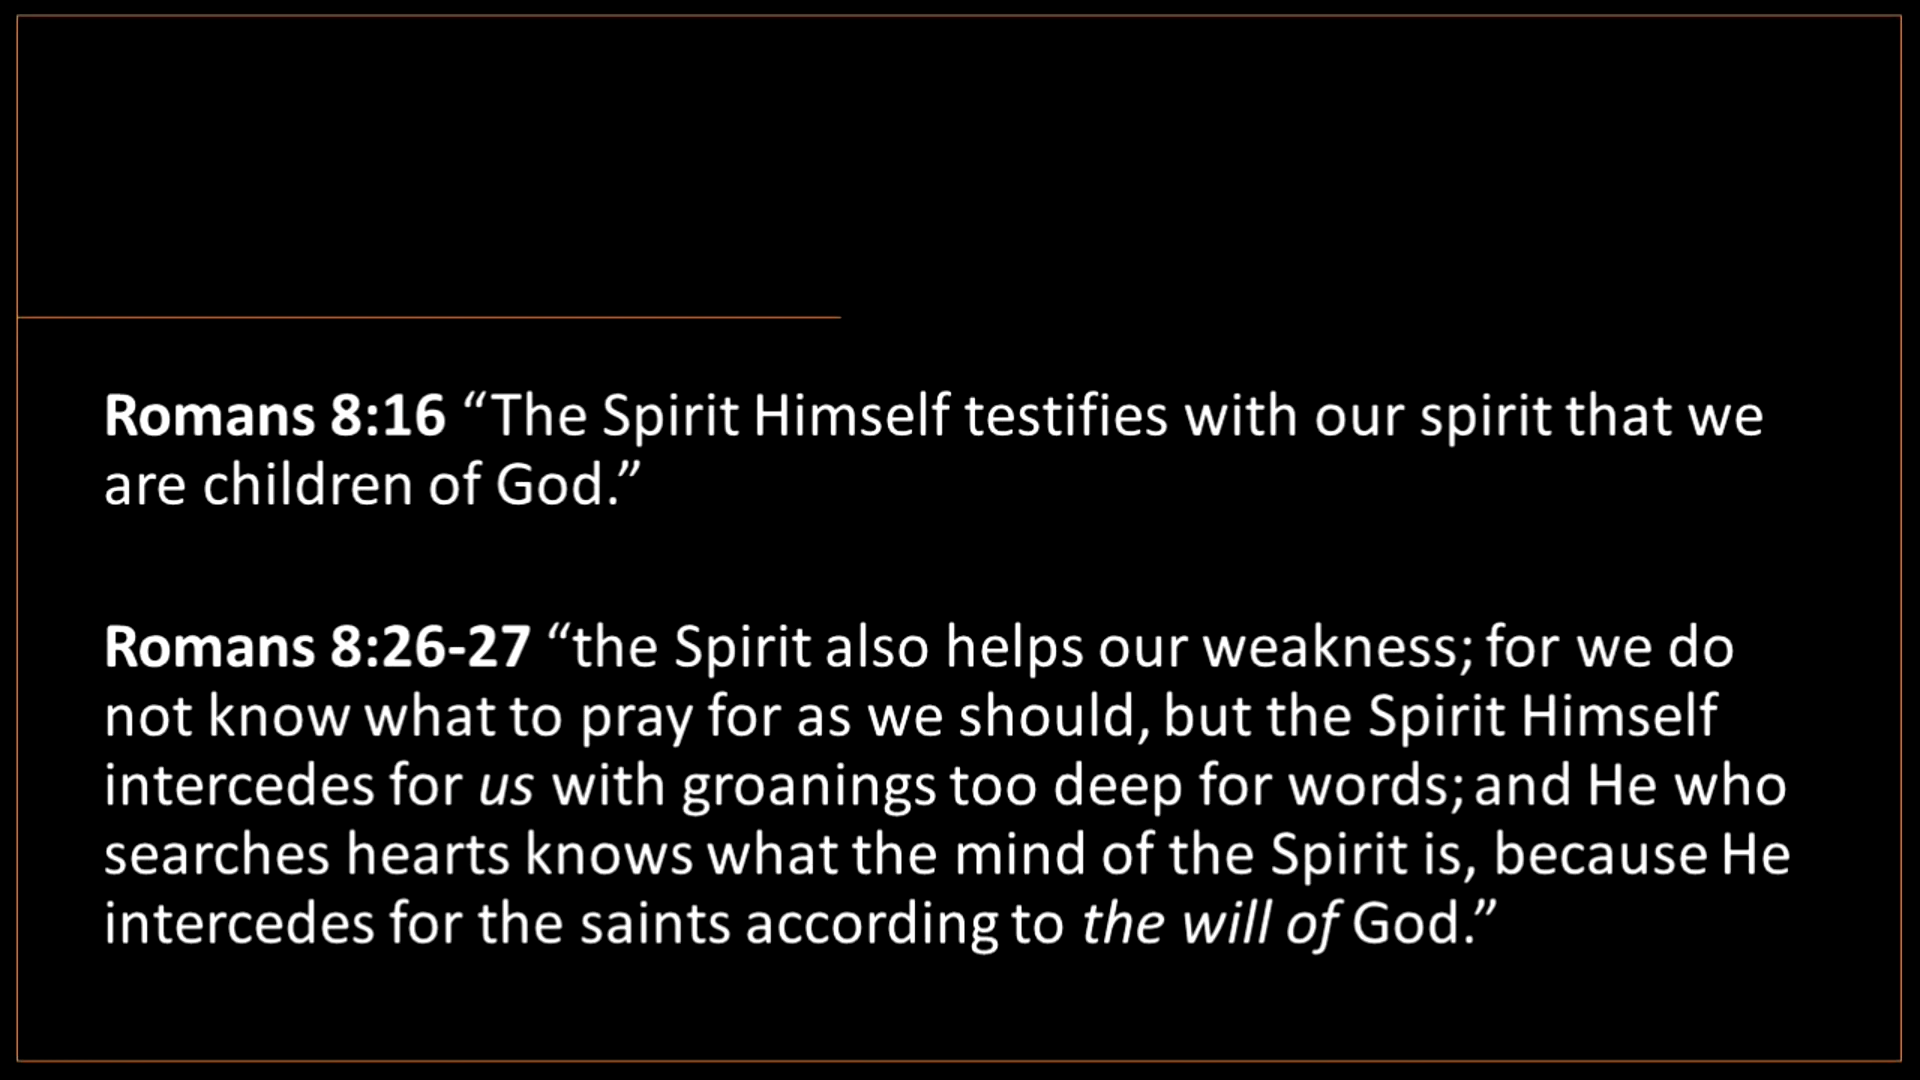 Romans 8:16 “The Spirit Himself testifies with our spirit that we
are children of God.”
Romans 8:26-27 “the Spirit also helps our weakness; for we do
not know what to pray for as we should, but the Spirit Himself
intercedes for us with groanings too deep for words; and He who
searches hearts knows what the mind of the Spirit is, because He
intercedes for the saints according to the will of God.”